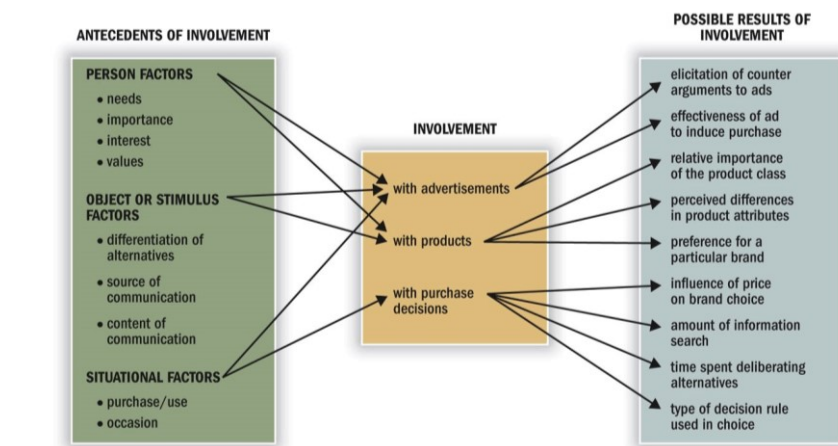 ANTECEDENTS OF INVOLVEMENT
PERSON FACTORS
• needs
• importance
• interest
• values
OBJECT OR STIMULUS
FACTORS
• differentiation of
alternatives
• source of
communication
• content of
communication
SITUATIONAL FACTORS
• purchase/use
• occasion
INVOLVEMENT
with advertisements
with products
with purchase
decisions
POSSIBLE RESULTS OF
INVOLVEMENT
elicitation of counter
arguments to ads
effectiveness of ad
to induce purchase
relative importance
of the product class
perceived differences
in product attributes
preference for a
particular brand
influence of price
on brand choice
amount of information
search
time spent deliberating
alternatives
type of decision rule
used in choice